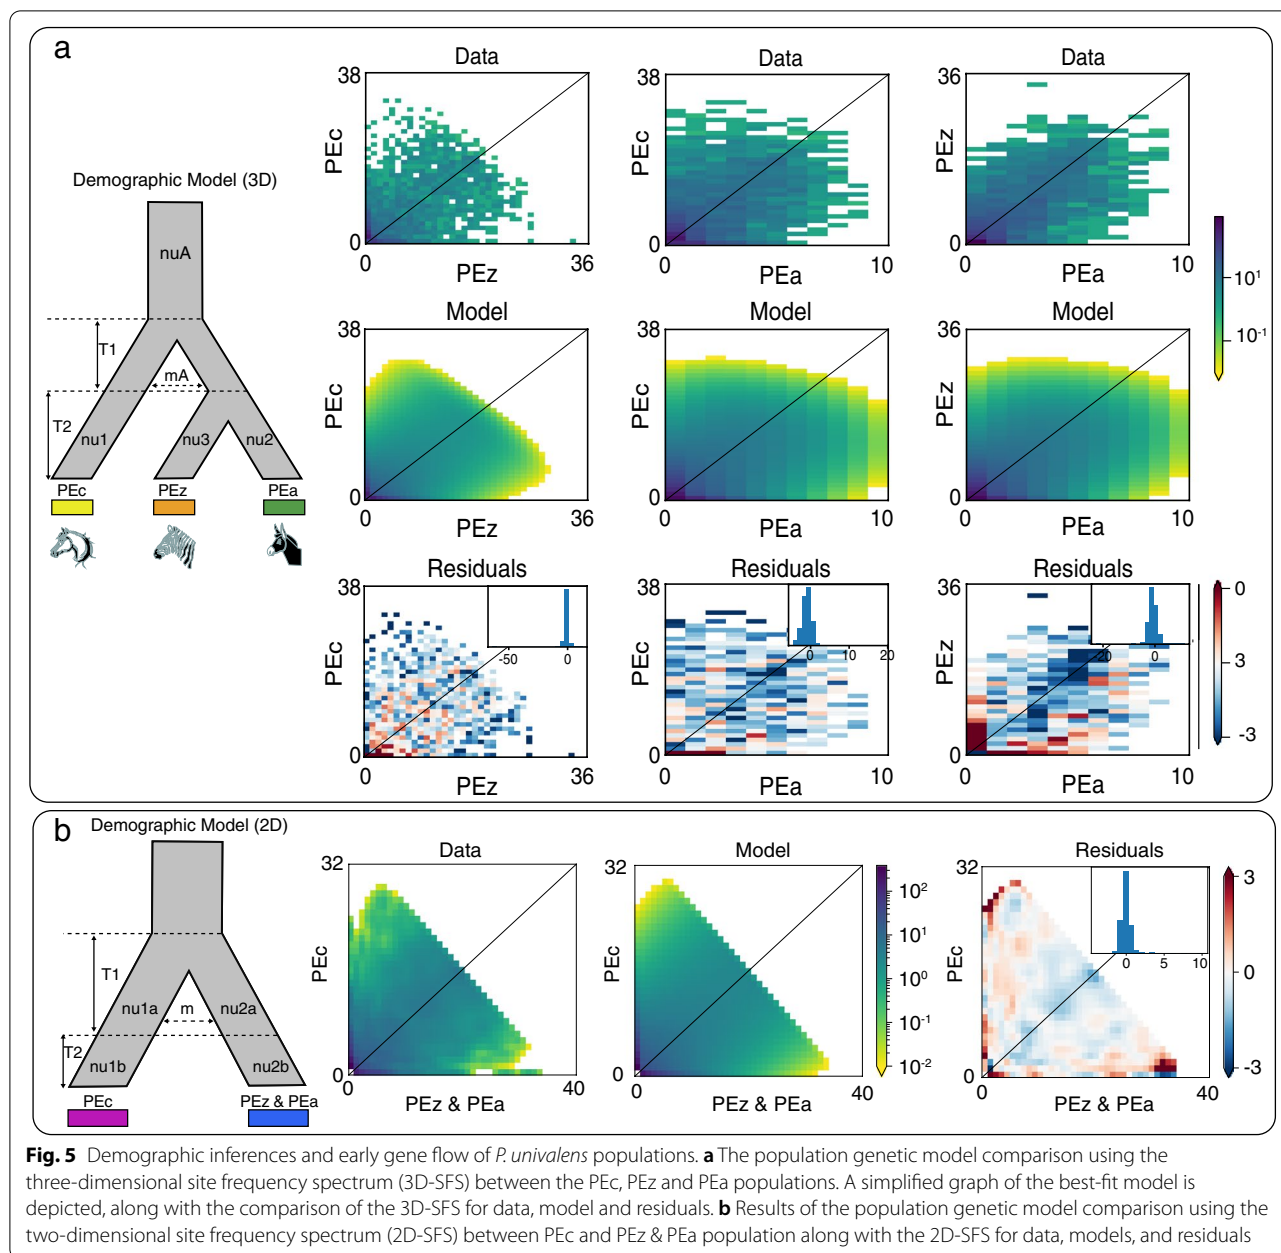 a
Demographic Model (3D)
nuA
T1
mA
T2
nu1
nu3
nu2
PEc
PEz
PEa
Data
38
PEc
0
0
PEz
36
Data
38
PEc
0
0
PEa
10
Data
36
PEz
0
0
PEa
10
10¹
10⁻¹
Model
38
PEc
0
0
PEz
36
Model
38
PEc
0
0
PEa
10
Model
38
PEz
0
0
PEa
10
Residuals
38
PEc
0
0
PEz
36
-50
0
Residuals
38
PEc
0
0
PEa
10
0
10
20
Residuals
36
PEz
0
0
PEa
10
-20
0
0
3
-3
b
Demographic Model (2D)
T1
nu1a
m
nu2a
T2
nu1b
nu2b
PEc
PEz & PEa
Data
32
PEc
0
0
PEz & PEa
40
Model
32
PEc
0
0
PEz & PEa
40
10²
10¹
10⁰
10⁻¹
10⁻²
Residuals
32
PEc
0
0
PEz & PEa
40
0
5
10
3
0
-3
Fig. 5 Demographic inferences and early gene flow of P. univalens populations. a The population genetic model comparison using the
three-dimensional site frequency spectrum (3D-SFS) between the PEc, PEz and PEa populations. A simplified graph of the best-fit model is
depicted, along with the comparison of the 3D-SFS for data, model and residuals. b Results of the population genetic model comparison using the
two-dimensional site frequency spectrum (2D-SFS) between PEc and PEz & PEa population along with the 2D-SFS for data, models, and residuals